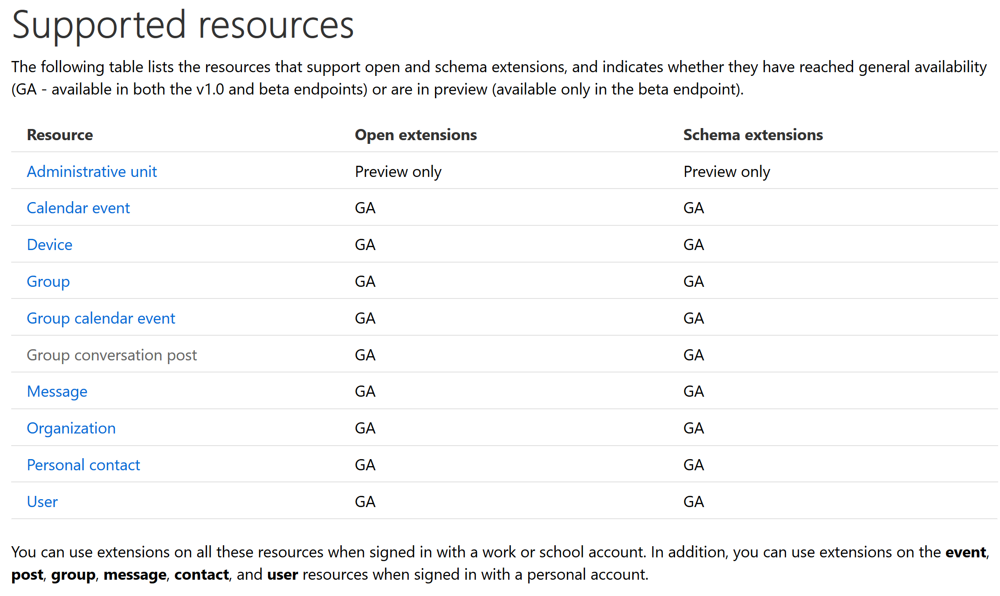 Supported resources
The following table lists the resources that support open and schema extensions, and indicates whether they have reached general availability
(GA - available in both the v1.0 and beta endpoints) or are in preview (available only in the beta endpoint).
Resource Open extensions Schema extensions
Administrative unit Preview only Preview only
Calendar event GA GA
Device GA GA
Group GA GA
Group calendar event GA GA
Group conversation post GA GA
Message GA GA
Organization GA GA
Personal contact GA GA
User GA GA
You can use extensions on all these resources when signed in with a work or school account. In addition, you can use extensions on the event,
post, group, message, contact, and user resources when signed in with a personal account.